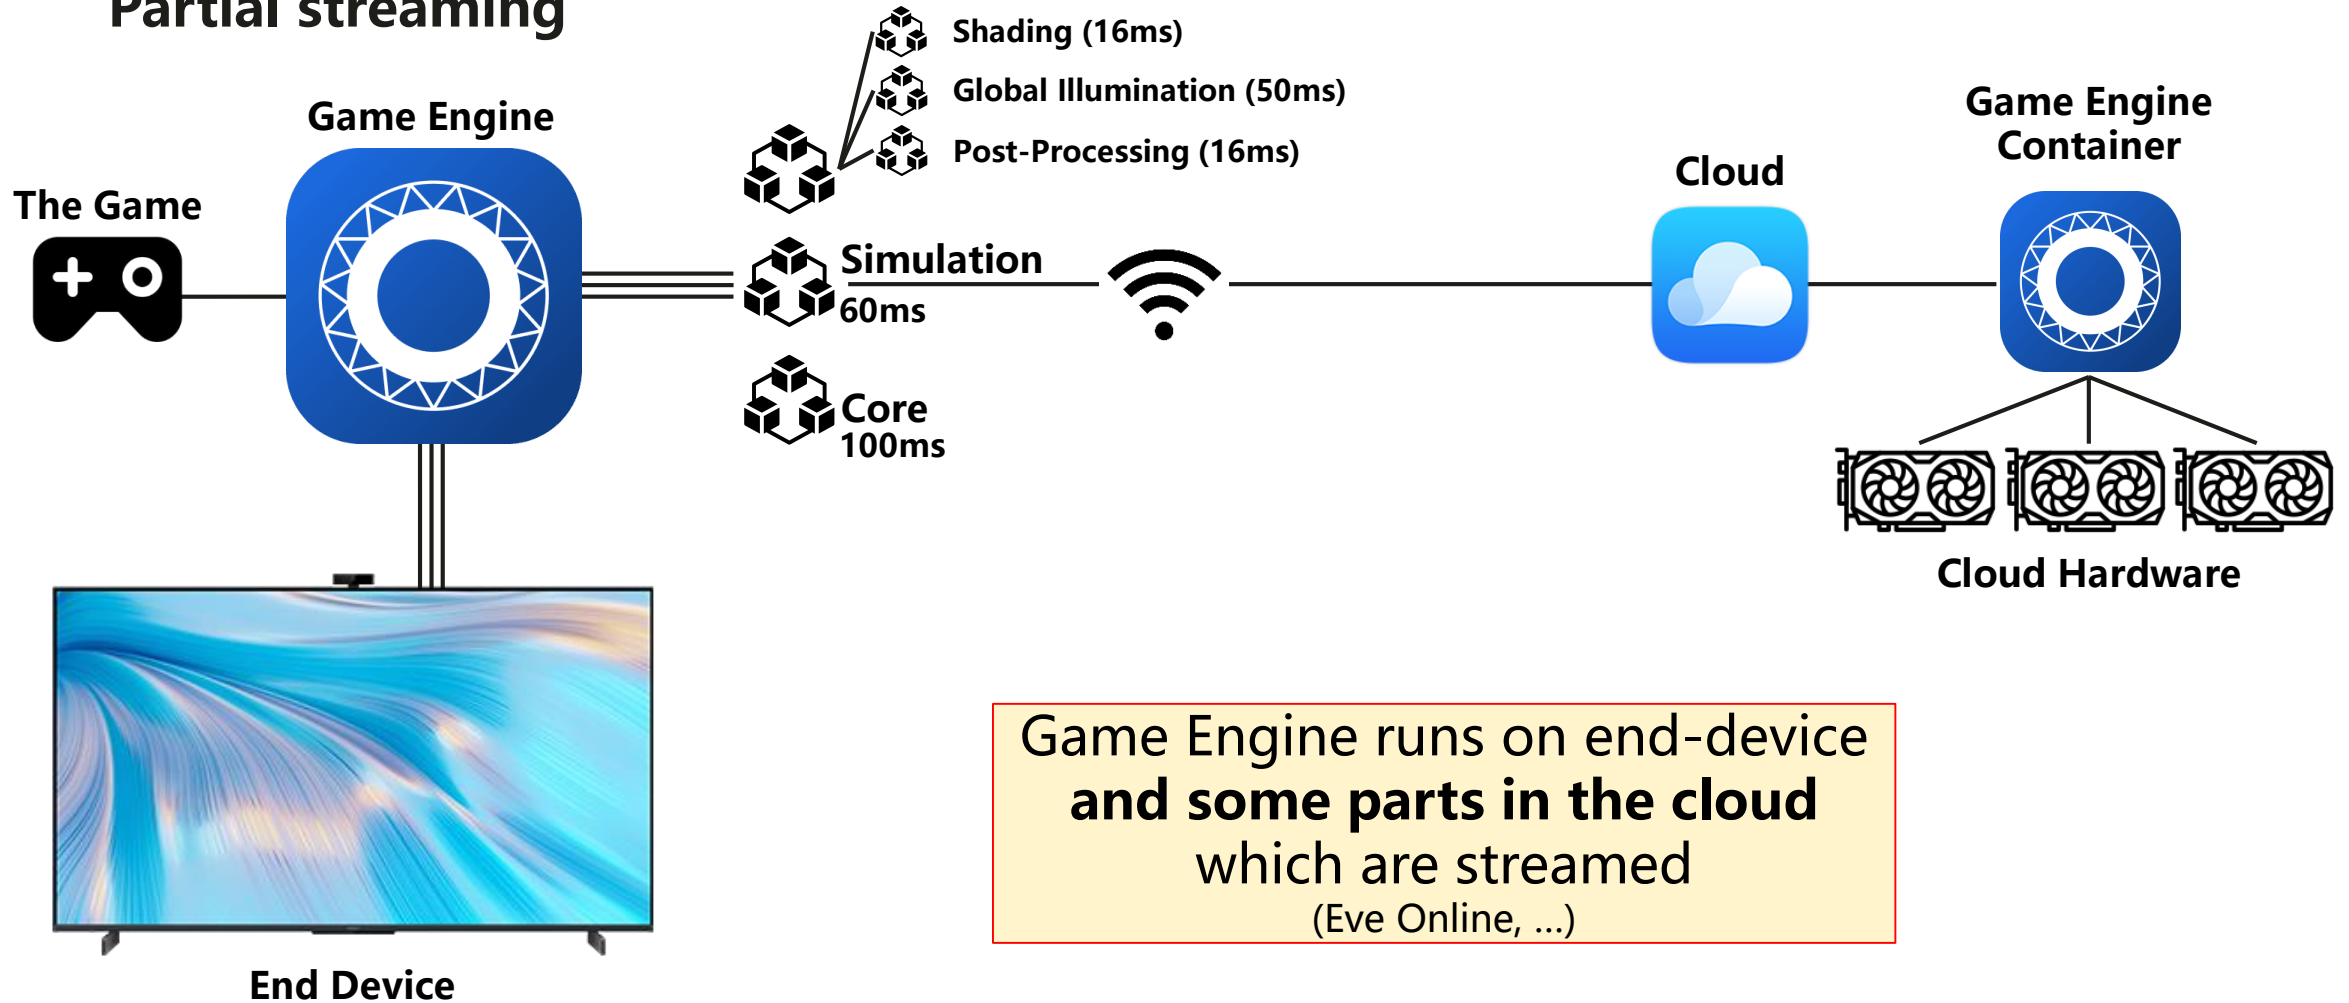 Partial streaming
Shading (16ms)
Global Illumination (50ms)
Post-Processing (16ms)
Game Engine
The Game
Simulation
60ms
Core
100ms
Cloud
Game Engine
Container
Cloud Hardware
End Device
Game Engine runs on end-device
and some parts in the cloud
which are streamed
(Eve Online, ...)